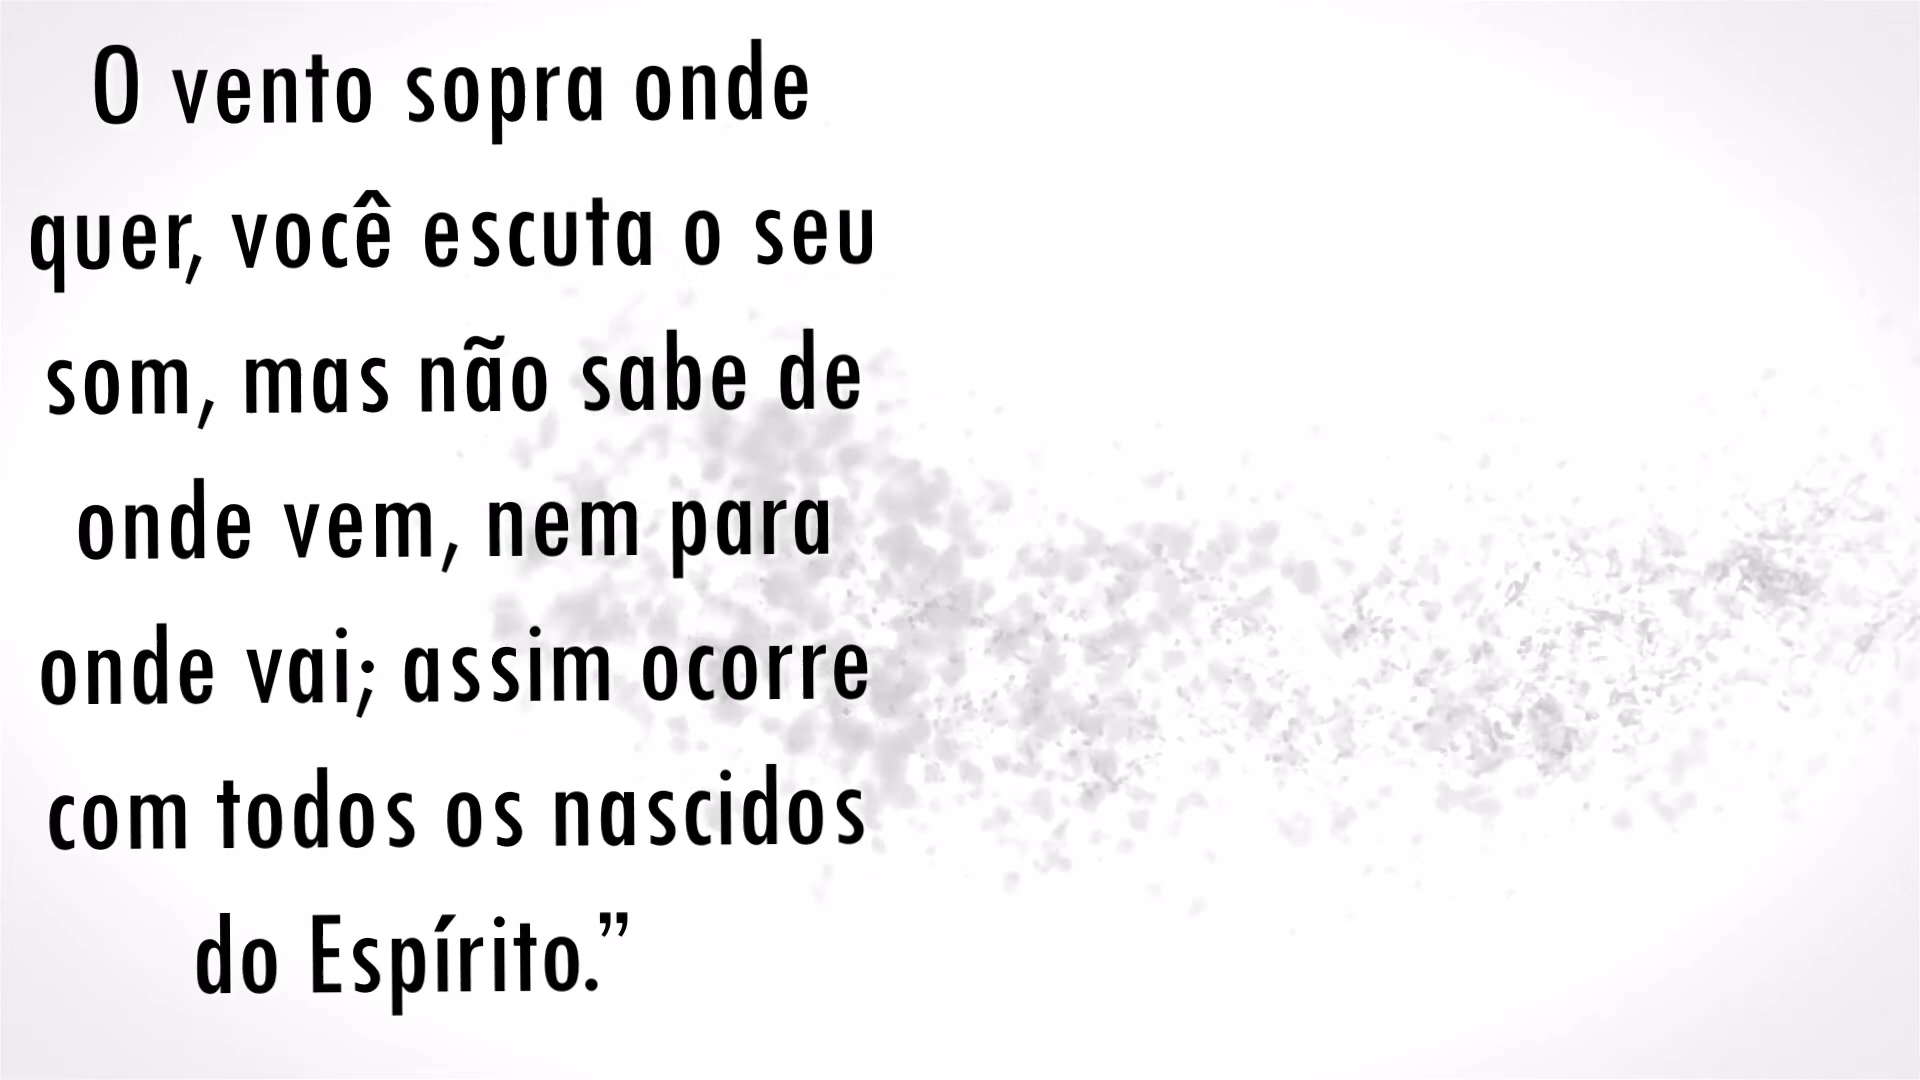 O vento sopra onde
quer, você escuta o seu
som, mas não sabe de
onde vem, nem para
onde vai; assim ocorre
com todos os nascidos
do Espírito.”